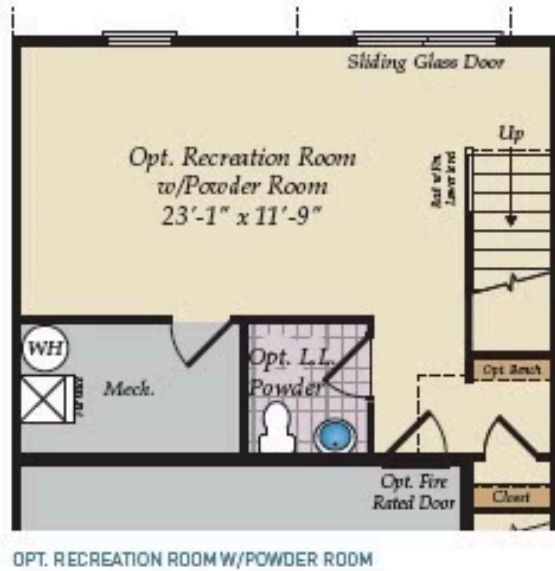 Sliding Glass Door
Up
Opt. Recreation Room
w/Powder Room
23'-1" x 11'-9"
WH
Mech.
Opt. L.L.
Powder
Opt. Bench
Opt. Fire
Rated Door
Closet
OPT. RECREATION ROOM W/POWDER ROOM